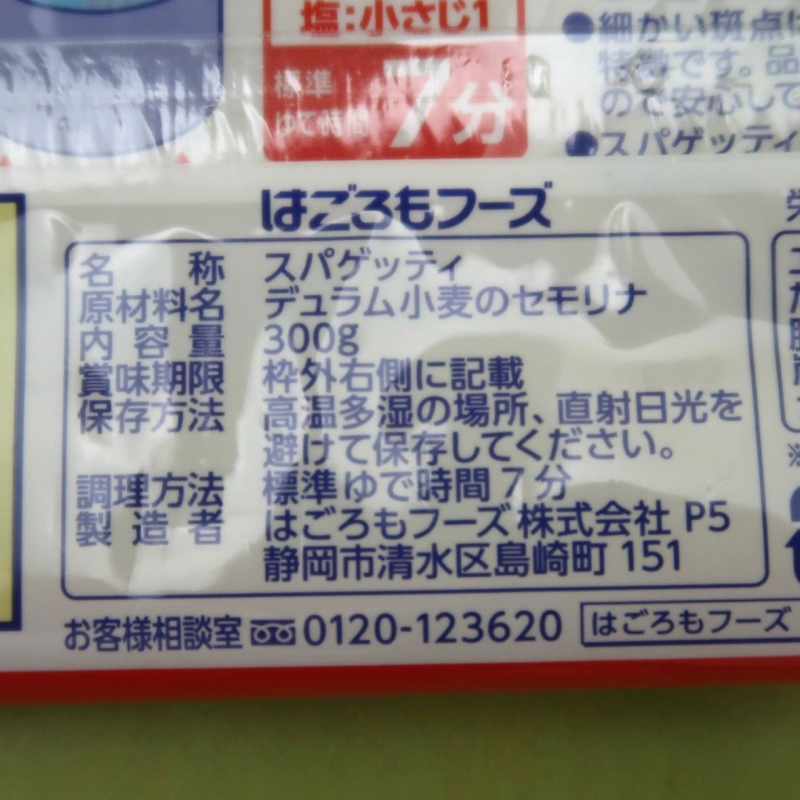 塩:小さじ1
標準
ゆで時間
7分
●細かい斑点は
特徴です。品
ので安心して
●スパゲッティ
はごろもフーズ
名称 スパゲッティ
原材料名 デュラム小麦のセモリナ
内容量 300g
賞味期限 枠外右側に記載
保存方法 高温多湿の場所、直射日光を
避けて保存してください。
調理方法 標準ゆで時間7分
製造者 はごろもフーズ株式会社 P5
静岡市清水区島崎町 151
お客様相談室 0120-123620
はごろもフーズ